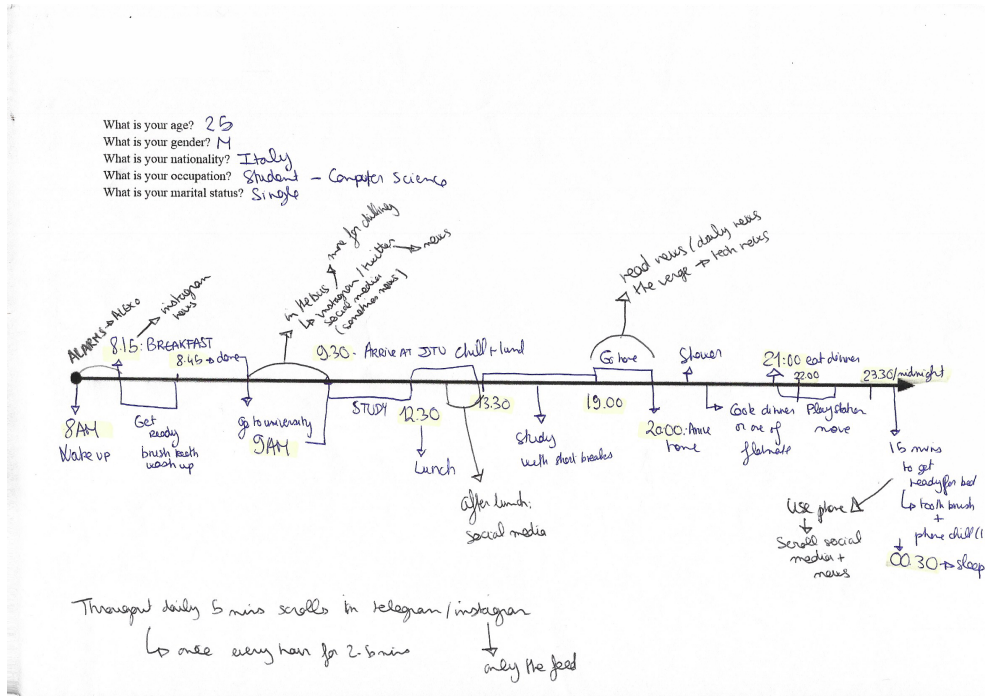 What is your age? 25
What is your gender? M
What is your nationality? Italy
What is your occupation? Student - Computer Science
What is your marital status? Single
ALARMS → ALEXA
8.15: BREAKFAST
→ instagram
news
8.45 → done
in the bus
↳ instagram / twitter → news
social media
(sometimes news)
more for chilling
9.30 - ARRIVE AT DTU
chill + lunch
read news (daily news
the verge → tech news
Go home
Shower
21:00 eat dinner
22:00
23.30/midnight
8AM
Wake up
Get
Ready
brush teeth
wash up
go to university
9AM
STUDY
12.30
Lunch
13.30
after lunch:
social media
Study
with short breaks
19.00
20:00: Arrive
home
Cook dinner
or one of
flatmate
Playstation
movie
15 mins
to get
ready for bed
↳ tooth brush
+
phone chill
00.30 → sleep
Use phone
Scroll social
media +
news
Througout daily 5 mins scrolls in telegram/instagram
↳ once every hour for 2-5 mins
only the feed